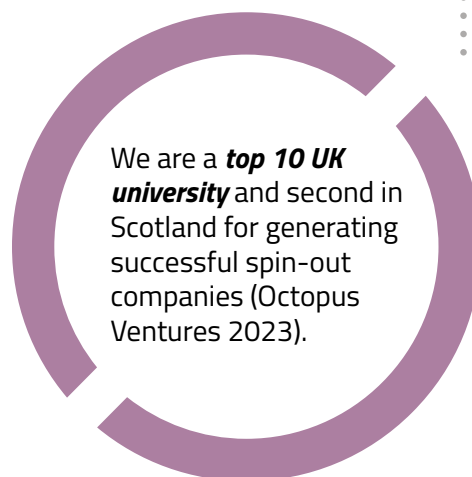 We are a top 10 UK
university and second in
Scotland for generating
successful spin-out
companies (Octopus
Ventures 2023).